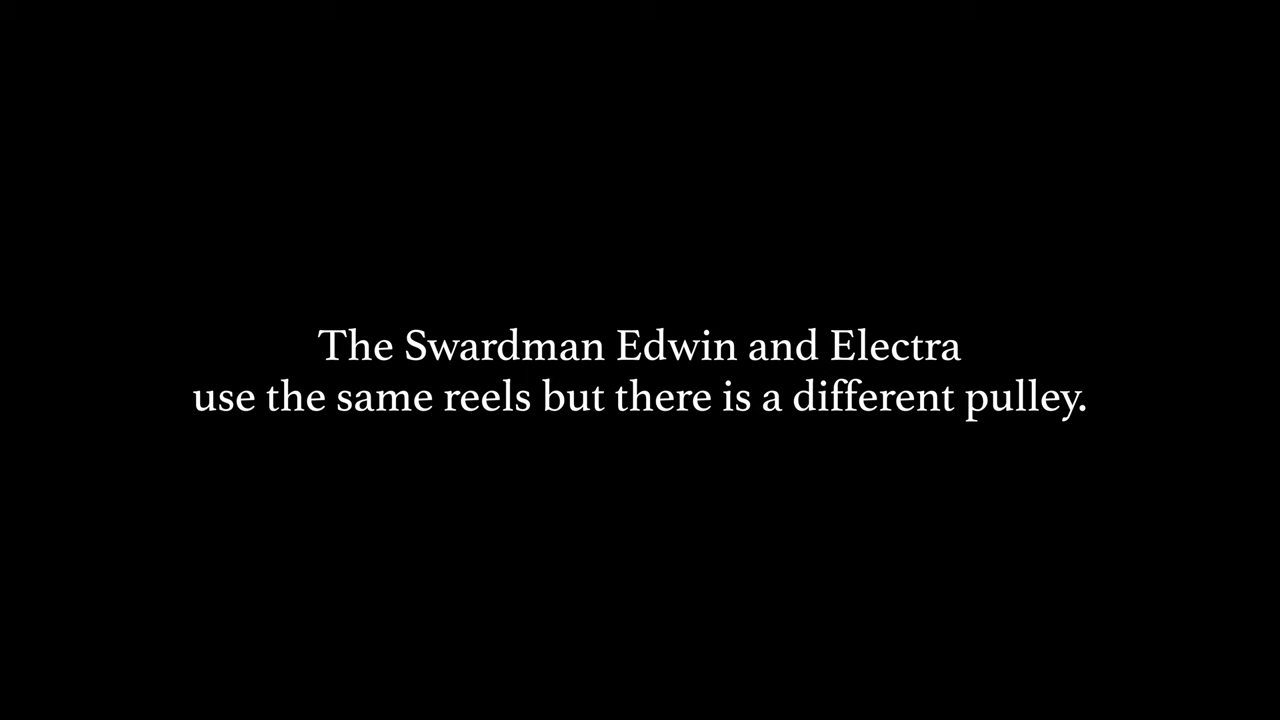 The Swardman Edwin and Electra
use the same reels but there is a different pulley.